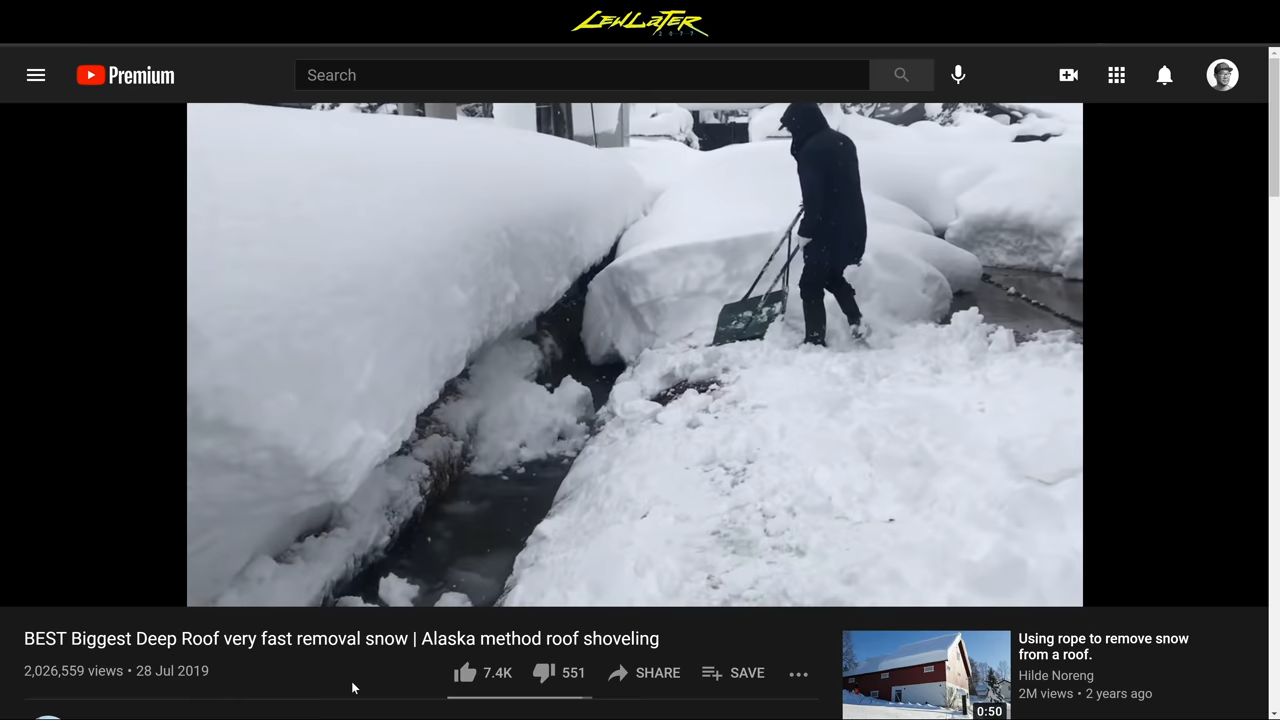 LEWLATER
2077
Premium
Search
BEST Biggest Deep Roof very fast removal snow | Alaska method roof shoveling
2,026,559 views • 28 Jul 2019
7.4K
551
SHARE
SAVE
Using rope to remove snow
from a roof.
Hilde Noreng
2M views • 2 years ago
0:50